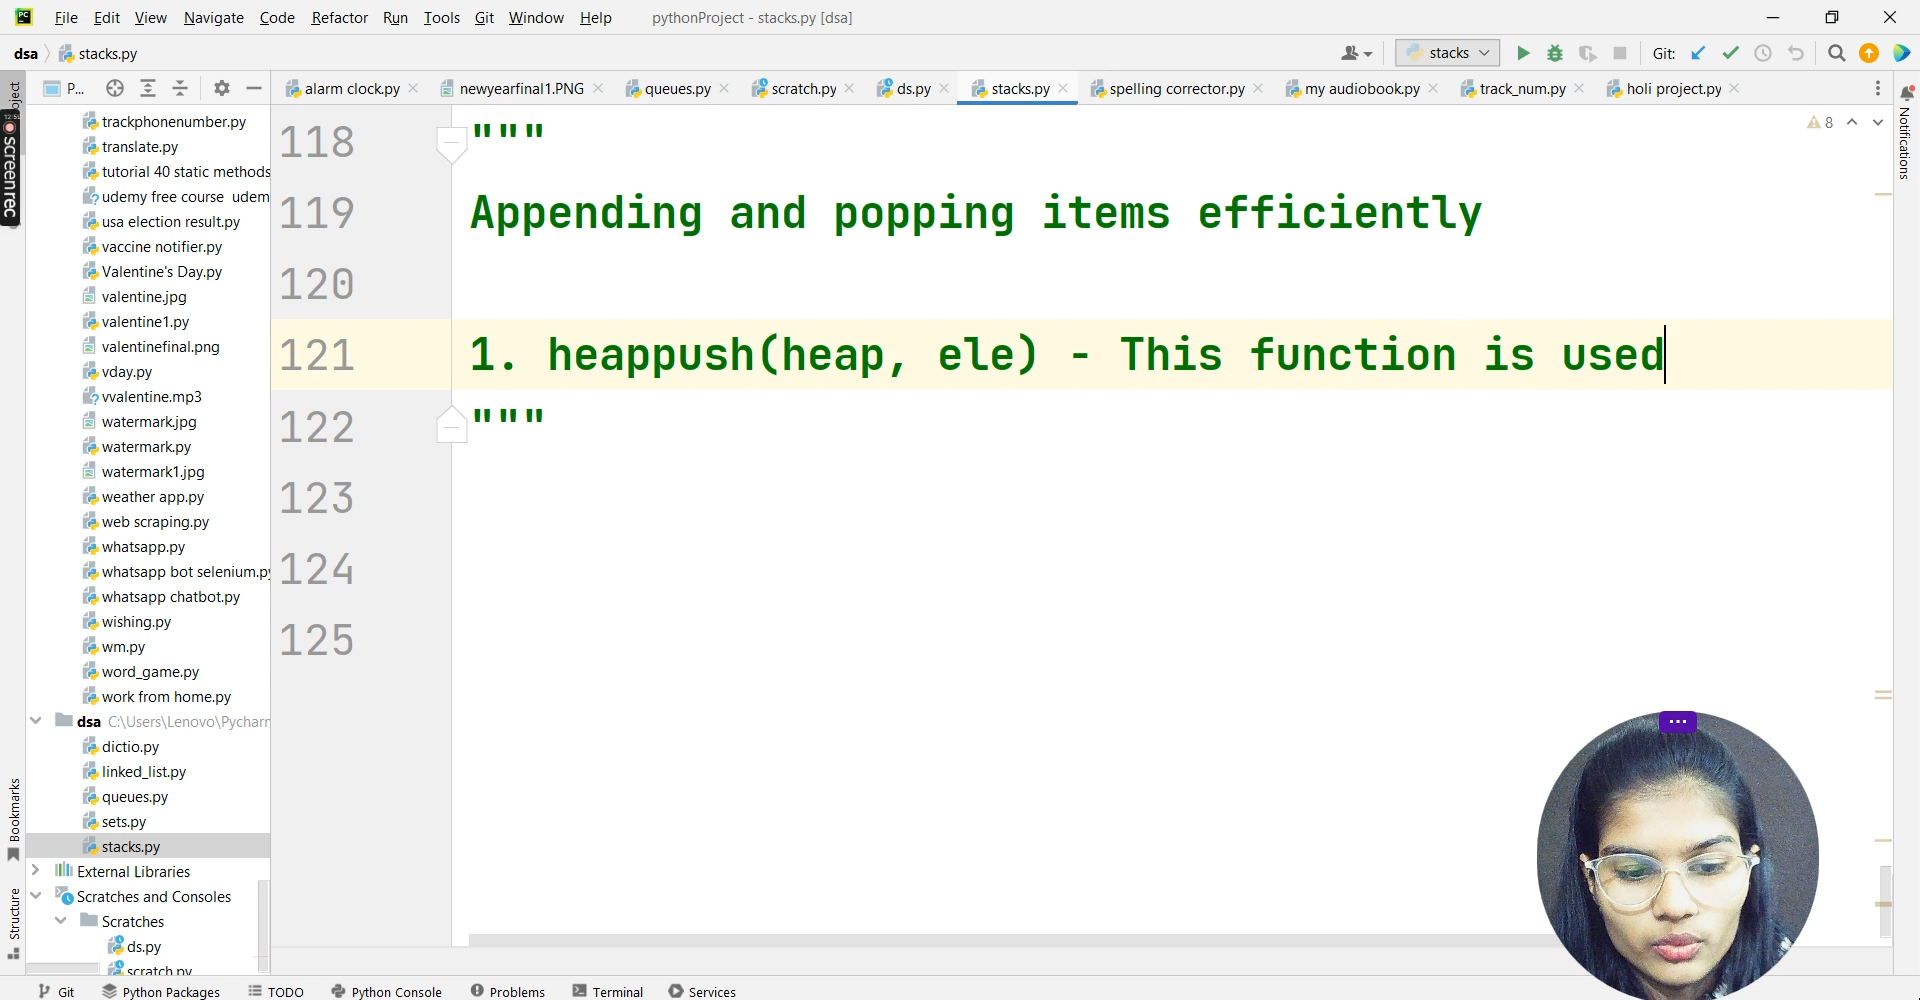 File Edit View Navigate Code Refactor Run Tools Git Window Help pythonProject - stacks.py [dsa]
dsa stacks.py stacks Git:
Project P... alarm clock.py newyearfinal1.PNG queues.py scratch.py ds.py stacks.py spelling corrector.py my audiobook.py track_num.py holi project.py
Notifications
screenrec
8
trackphonenumber.py
translate.py
tutorial 40 static methods
udemy free course udem
usa election result.py
vaccine notifier.py
Valentine's Day.py
valentine.jpg
valentine1.py
valentinefinal.png
vday.py
vvalentine.mp3
watermark.jpg
watermark.py
watermark1.jpg
weather app.py
web scraping.py
whatsapp.py
whatsapp bot selenium.py
whatsapp chatbot.py
wishing.py
wm.py
word_game.py
work from home.py
dsa C:\Users\Lenovo\Pycharm
dictio.py
linked_list.py
queues.py
sets.py
stacks.py
External Libraries
Scratches and Consoles
Scratches
ds.py
scratch.py
Bookmarks
Structure
118 """
119 Appending and popping items efficiently
120
121 1. heappush(heap, ele) - This function is used
122 """
123
124
125
Git Python Packages TODO Python Console Problems Terminal Services